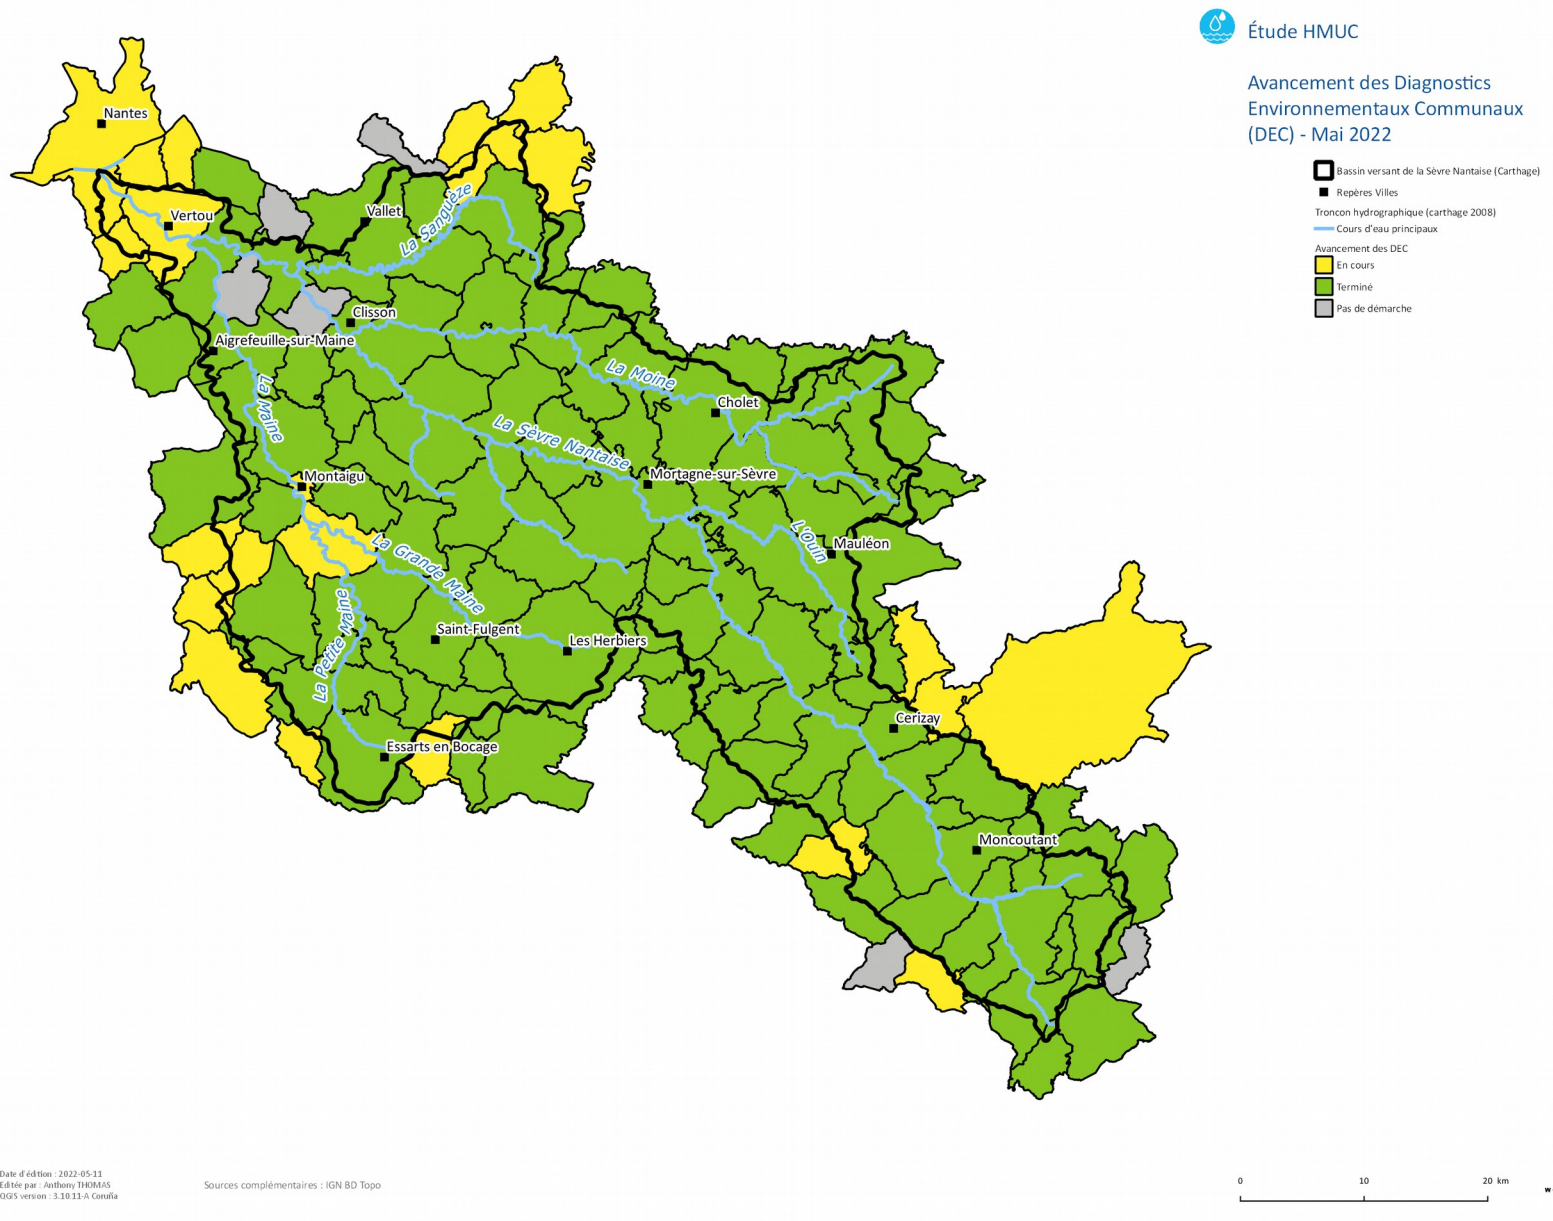 Étude HMUC
Avancement des Diagnostics
Environnementaux Communaux
(DEC) - Mai 2022
Bassin versant de la Sèvre Nantaise (Carthage)
Repères Villes
Troncon hydrographique (carthage 2008)
Cours d'eau principaux
Avancement des DEC
En cours
Terminé
Pas de démarche
Nantes
Vertou
Vallet
La Sanguèze
Clisson
Aigrefeuille-sur-Maine
La Moine
La Maine
Cholet
La Sèvre Nantaise
Montaigu
Mortagne-sur-Sèvre
L'Ouin
Mauléon
La Grande Maine
La Petite Maine
Saint-Fulgent
Les Herbiers
Cerizay
Essarts en Bocage
Moncoutant
Date d'édition : 2022-05-11
Editée par : Anthony THOMAS
QGIS version : 3.10.11-A Coruña
Sources complémentaires : IGN BD Topo
0 10 20 km
w